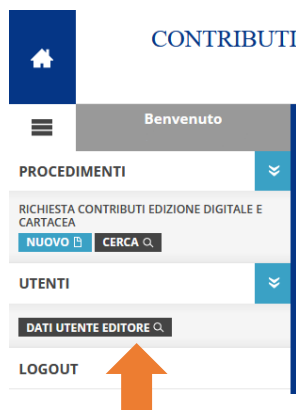 CONTRIBUTI
Benvenuto
PROCEDIMENTI
RICHIESTA CONTRIBUTI EDIZIONE DIGITALE E
CARTACEA
NUOVO CERCA
UTENTI
DATI UTENTE EDITORE
LOGOUT